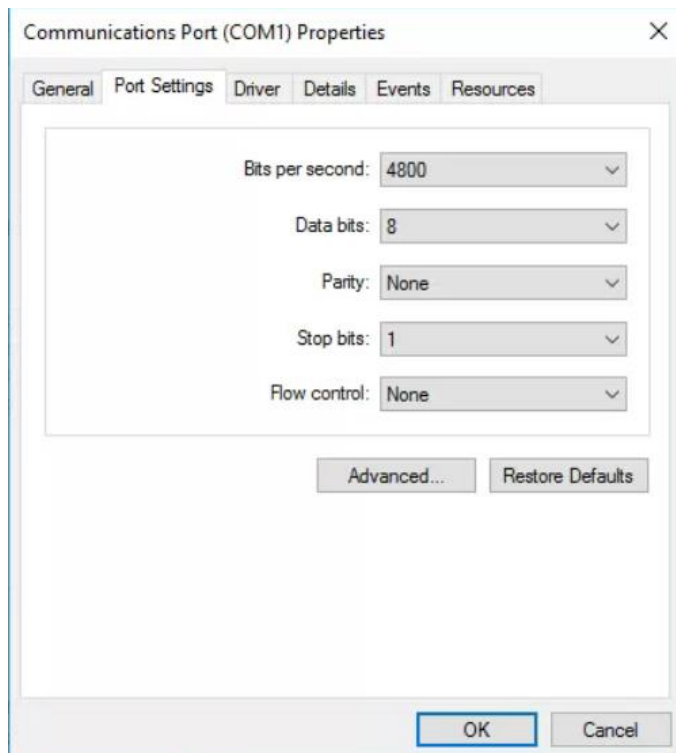 Communications Port (COM1) Properties
General Port Settings Driver Details Events Resources
Bits per second: 4800
Data bits: 8
Parity: None
Stop bits: 1
Flow control: None
Advanced... Restore Defaults
OK Cancel